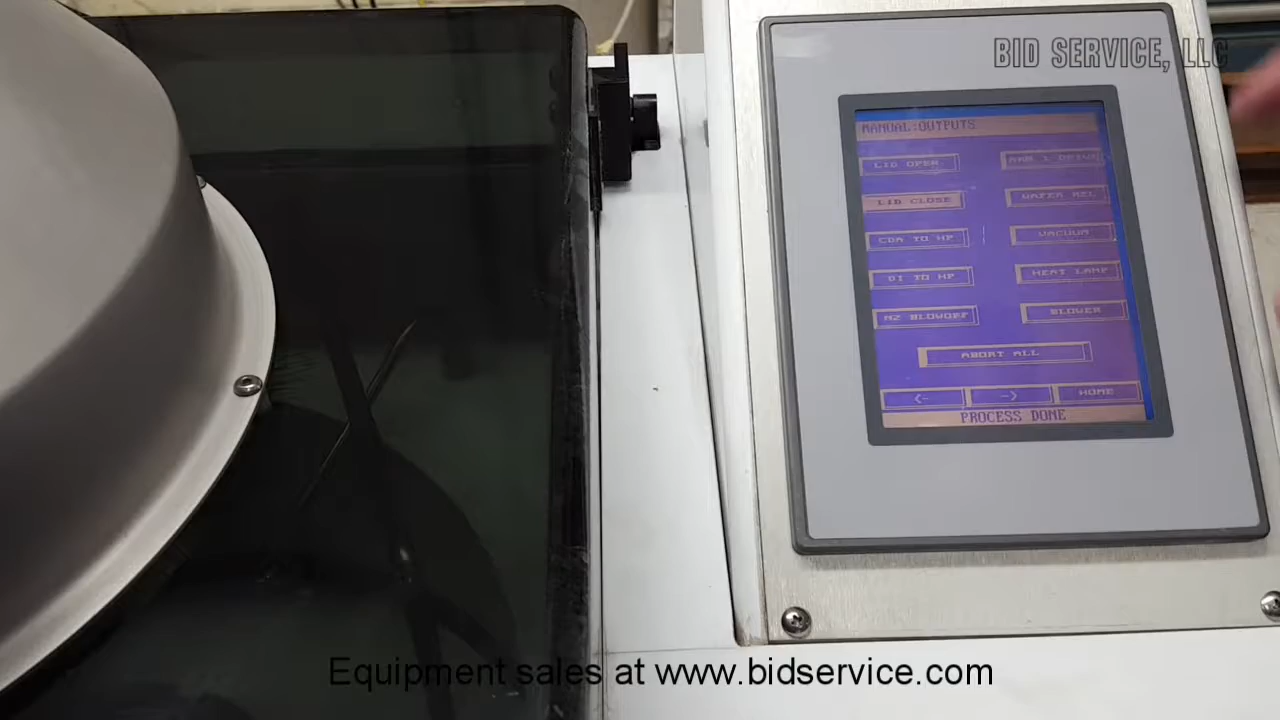 BID SERVICE, LLC
MANUAL:OUTPUTS
LID OPEN
LID CLOSE
CDA TO HP
DI TO HP
N2 BLOWOFF
WAFER REL
VACUUM
HEAT LAMP
BLOWER
ABORT ALL
<- -> HOME
PROCESS DONE
Equipment sales at www.bidservice.com